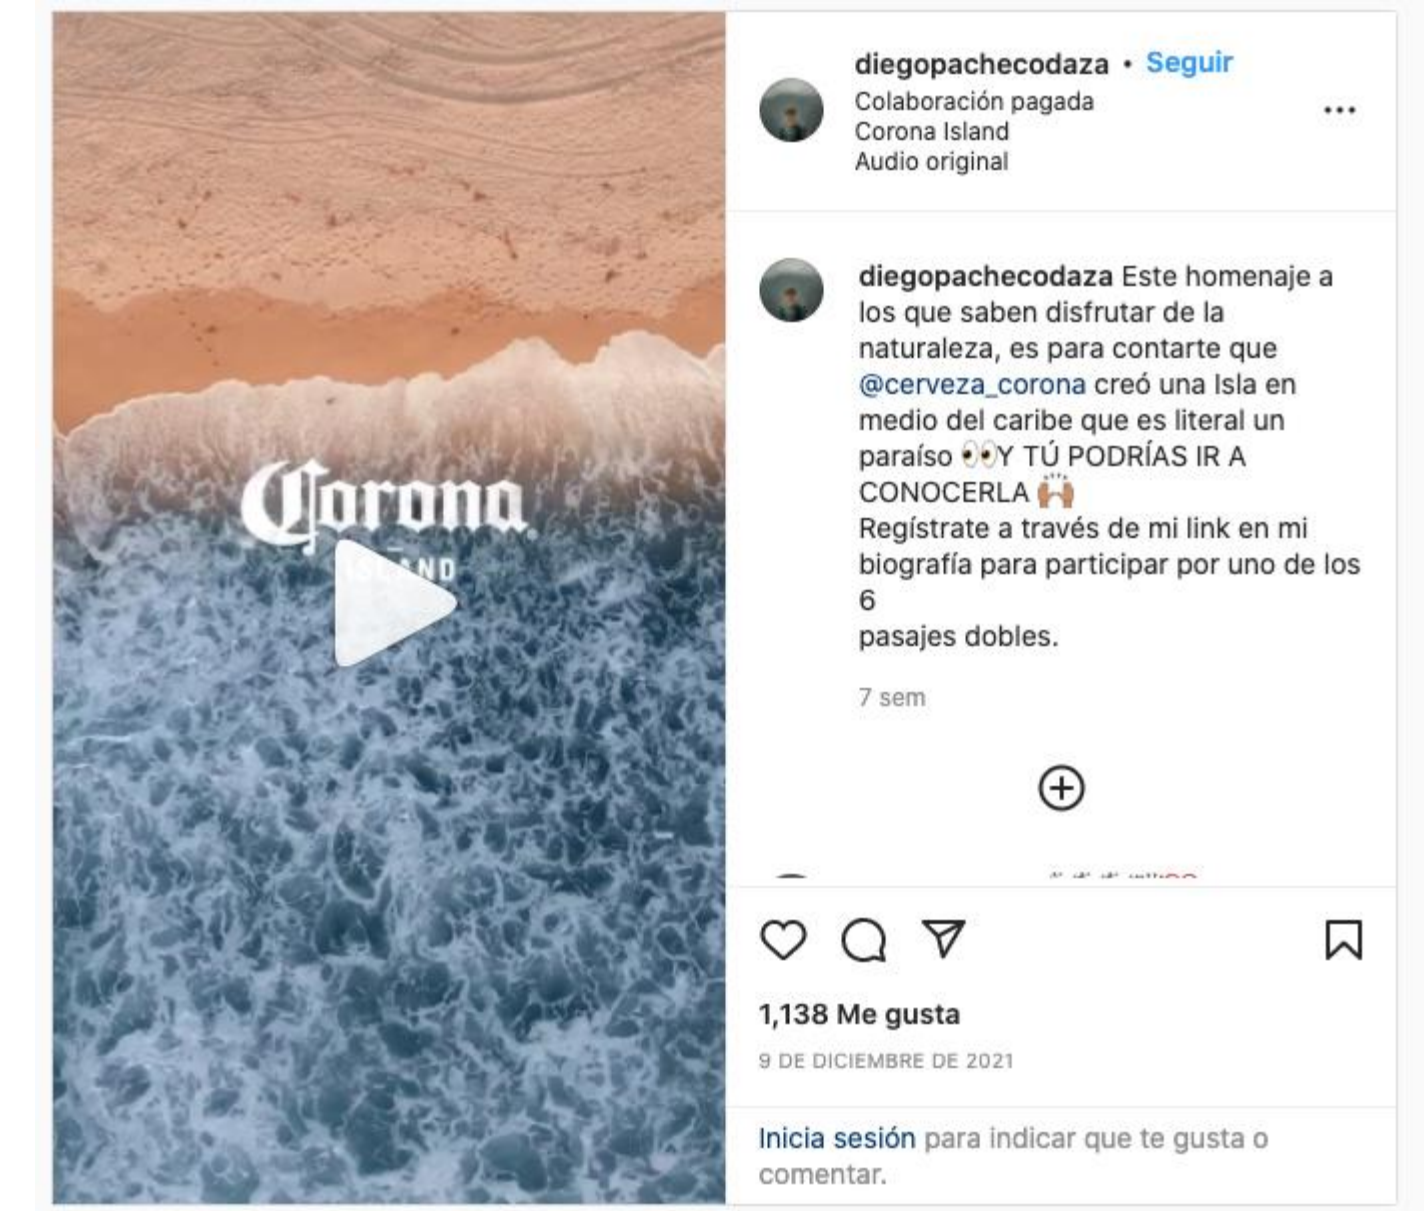 Corona
ISLAND
diegopachecodaza • Seguir
Colaboración pagada
Corona Island
Audio original
diegopachecodaza Este homenaje a
los que saben disfrutar de la
naturaleza, es para contarte que
@cerveza_corona creó una Isla en
medio del caribe que es literal un
paraíso 👀Y TÚ PODRÍAS IR A
CONOCERLA 🙌🏽
Regístrate a través de mi link en mi
biografía para participar por uno de los
6
pasajes dobles.
7 sem
1,138 Me gusta
9 DE DICIEMBRE DE 2021
Inicia sesión para indicar que te gusta o
comentar.